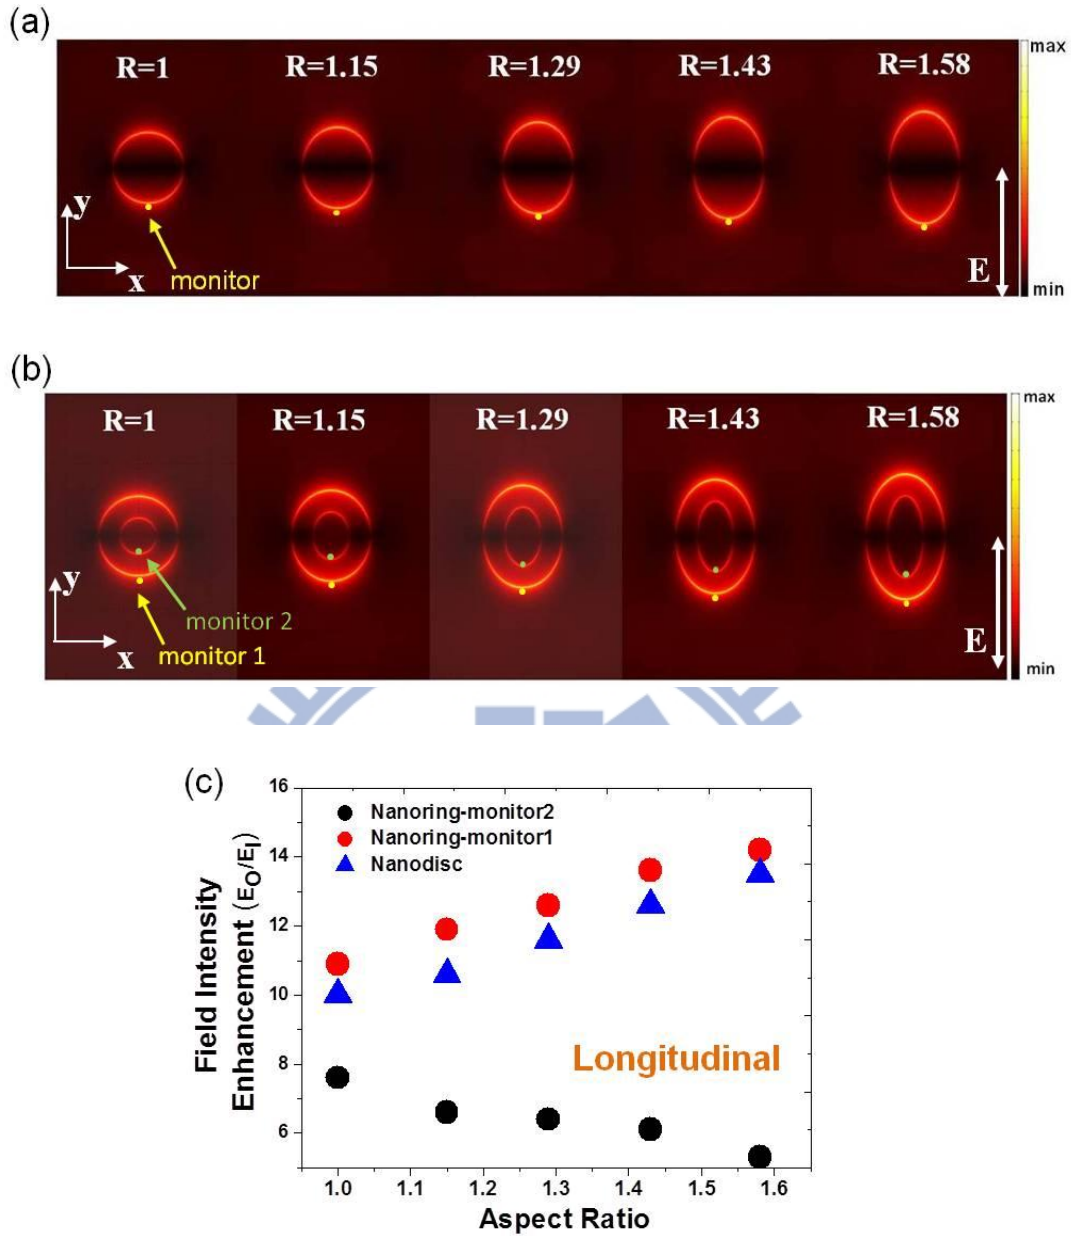 (a)
R=1 R=1.15 R=1.29 R=1.43 R=1.58
max
y
x
monitor
E
min
(b)
R=1 R=1.15 R=1.29 R=1.43 R=1.58
max
y
x
monitor 2
monitor 1
E
min
(c)
16
14
12
10
8
6
Field Intensity
Enhancement (EO/EI)
Nanoring-monitor2
Nanoring-monitor1
Nanodisc
Longitudinal
1.0 1.1 1.2 1.3 1.4 1.5 1.6
Aspect Ratio